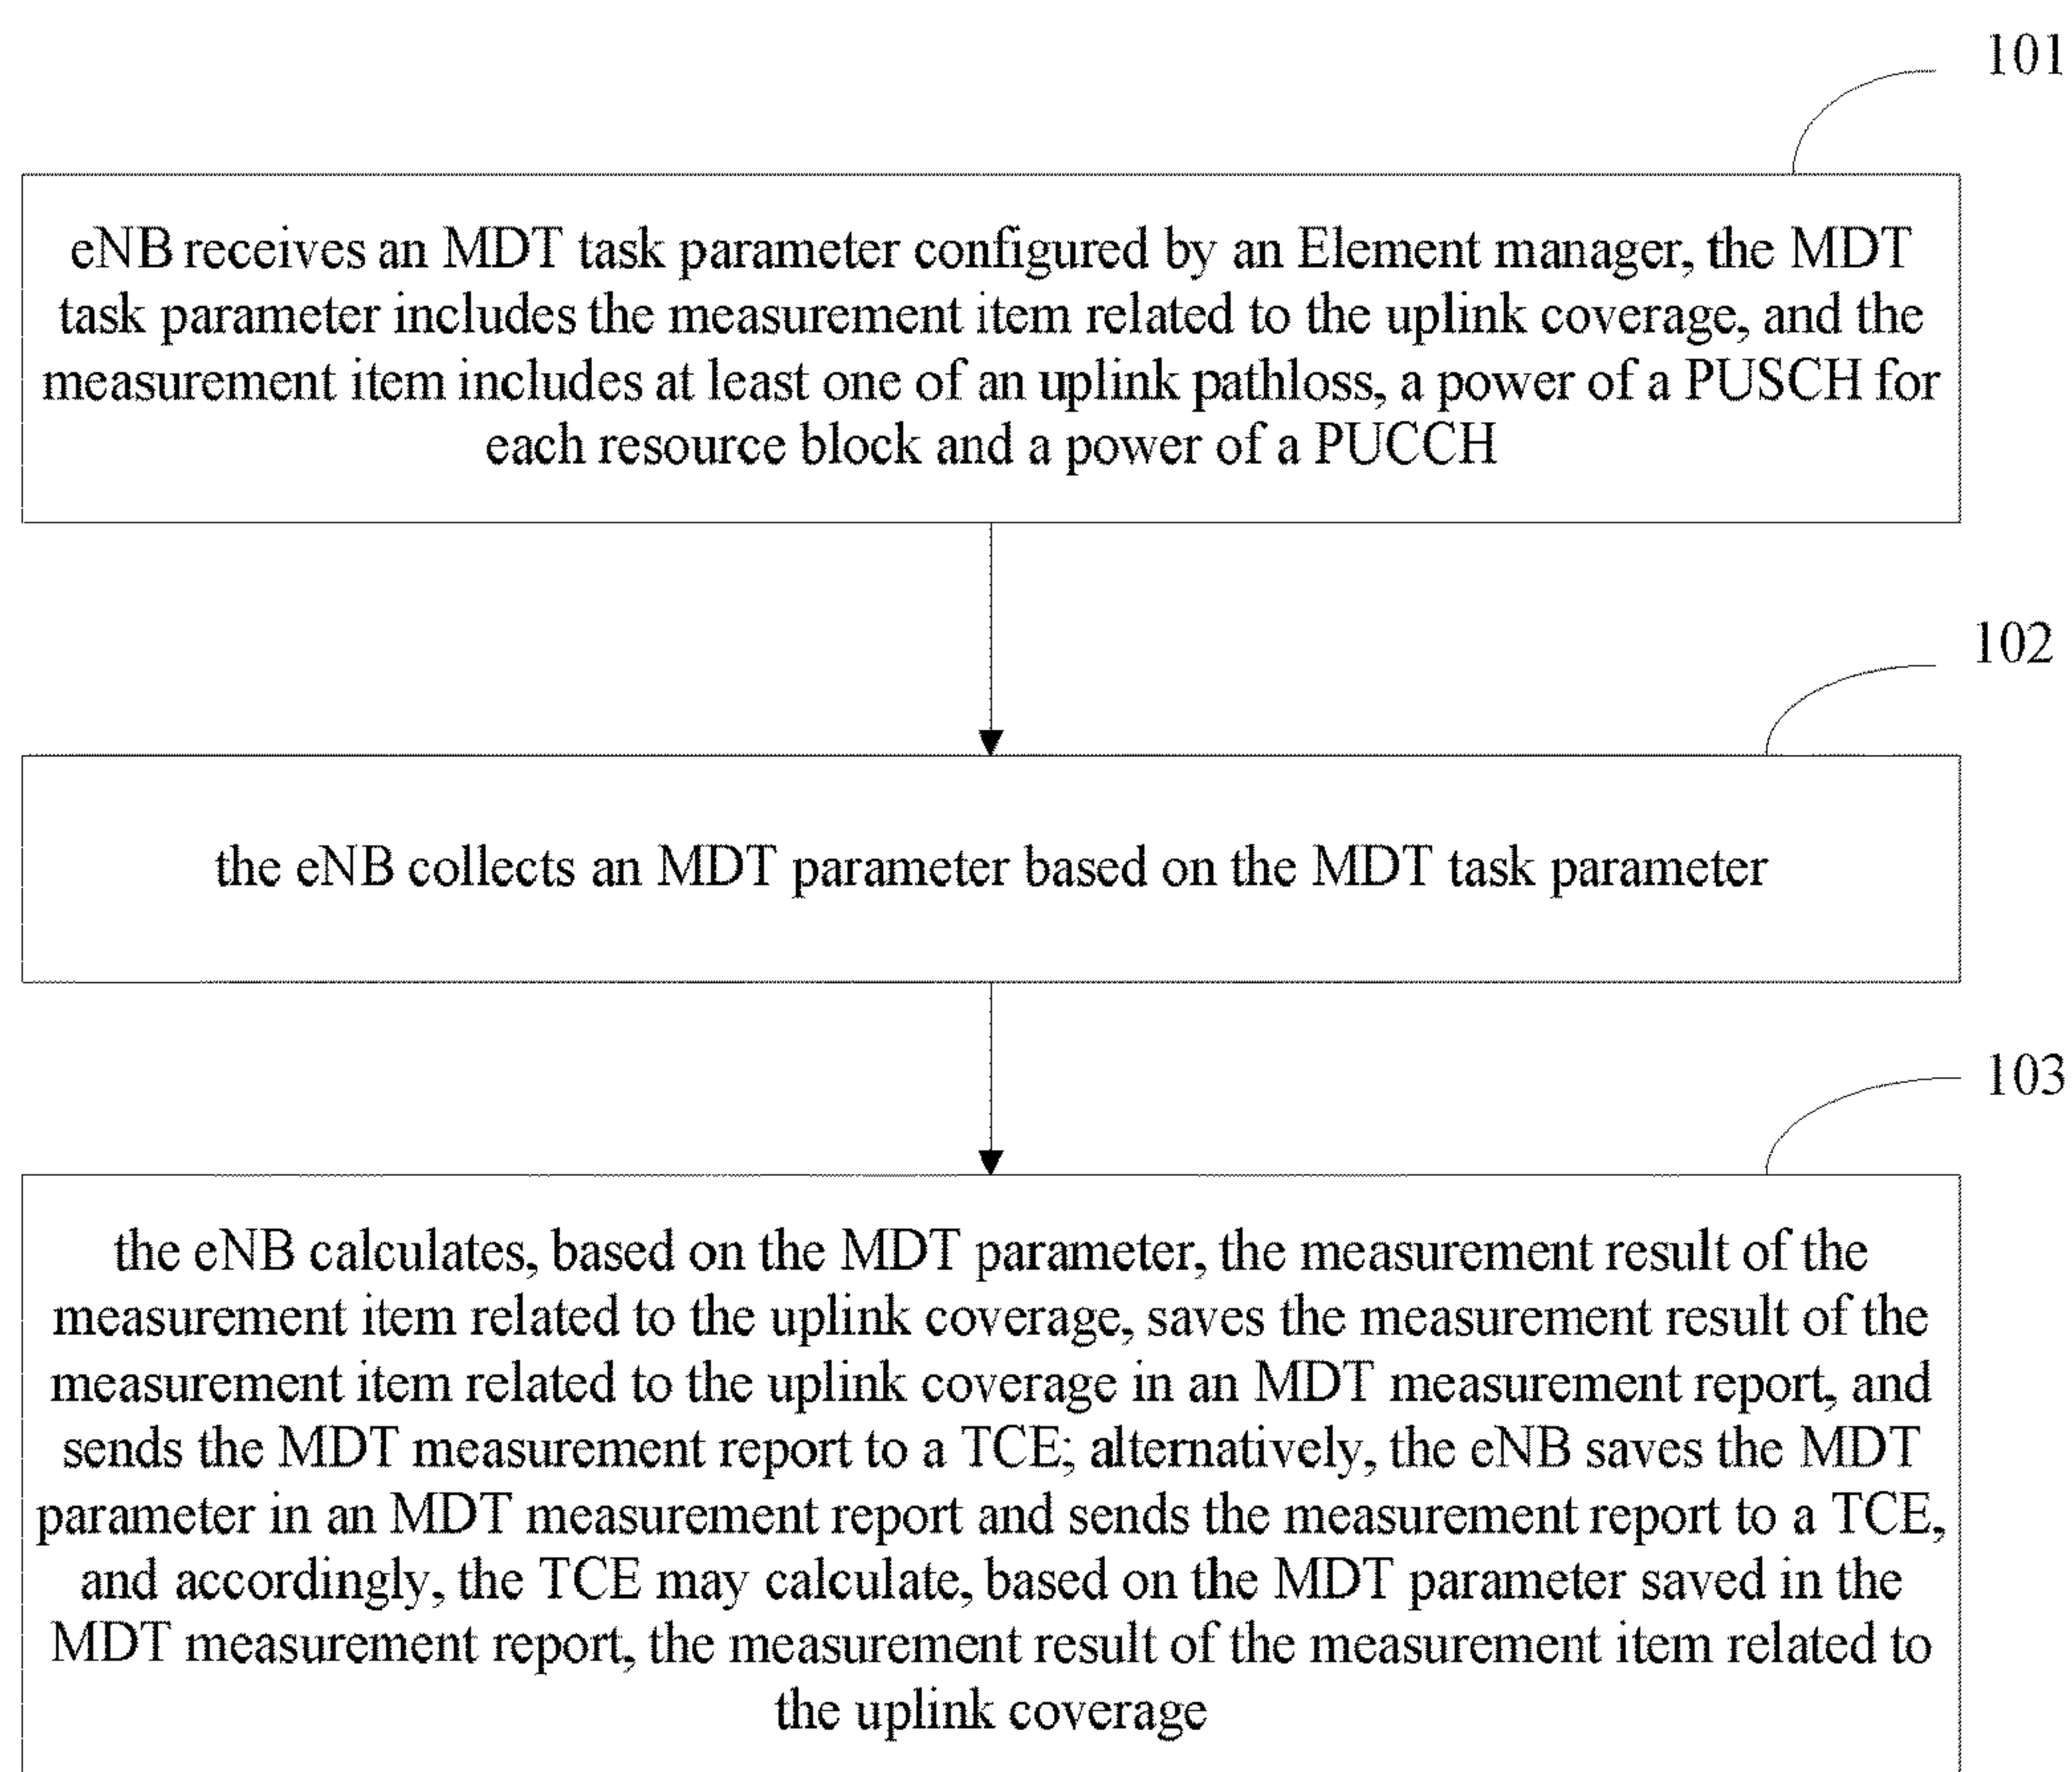 101
eNB receives an MDT task parameter configured by an Element manager, the MDT
task parameter includes the measurement item related to the uplink coverage, and the
measurement item includes at least one of an uplink pathloss, a power of a PUSCH for
each resource block and a power of a PUCCH
102
the eNB collects an MDT parameter based on the MDT task parameter
103
the eNB calculates, based on the MDT parameter, the measurement result of the
measurement item related to the uplink coverage, saves the measurement result of the
measurement item related to the uplink coverage in an MDT measurement report, and
sends the MDT measurement report to a TCE; alternatively, the eNB saves the MDT
parameter in an MDT measurement report and sends the measurement report to a TCE,
and accordingly, the TCE may calculate, based on the MDT parameter saved in the
MDT measurement report, the measurement result of the measurement item related to
the uplink coverage